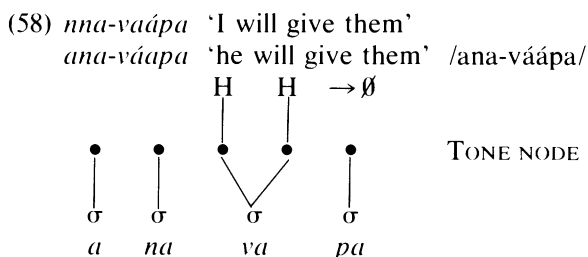 (58) nna-vaápa ‘I will give them’
ana-váapa ‘he will give them’ /ana-váápa/
H H → Ø
• • • • TONE NODE
σ σ σ σ
a na va pa